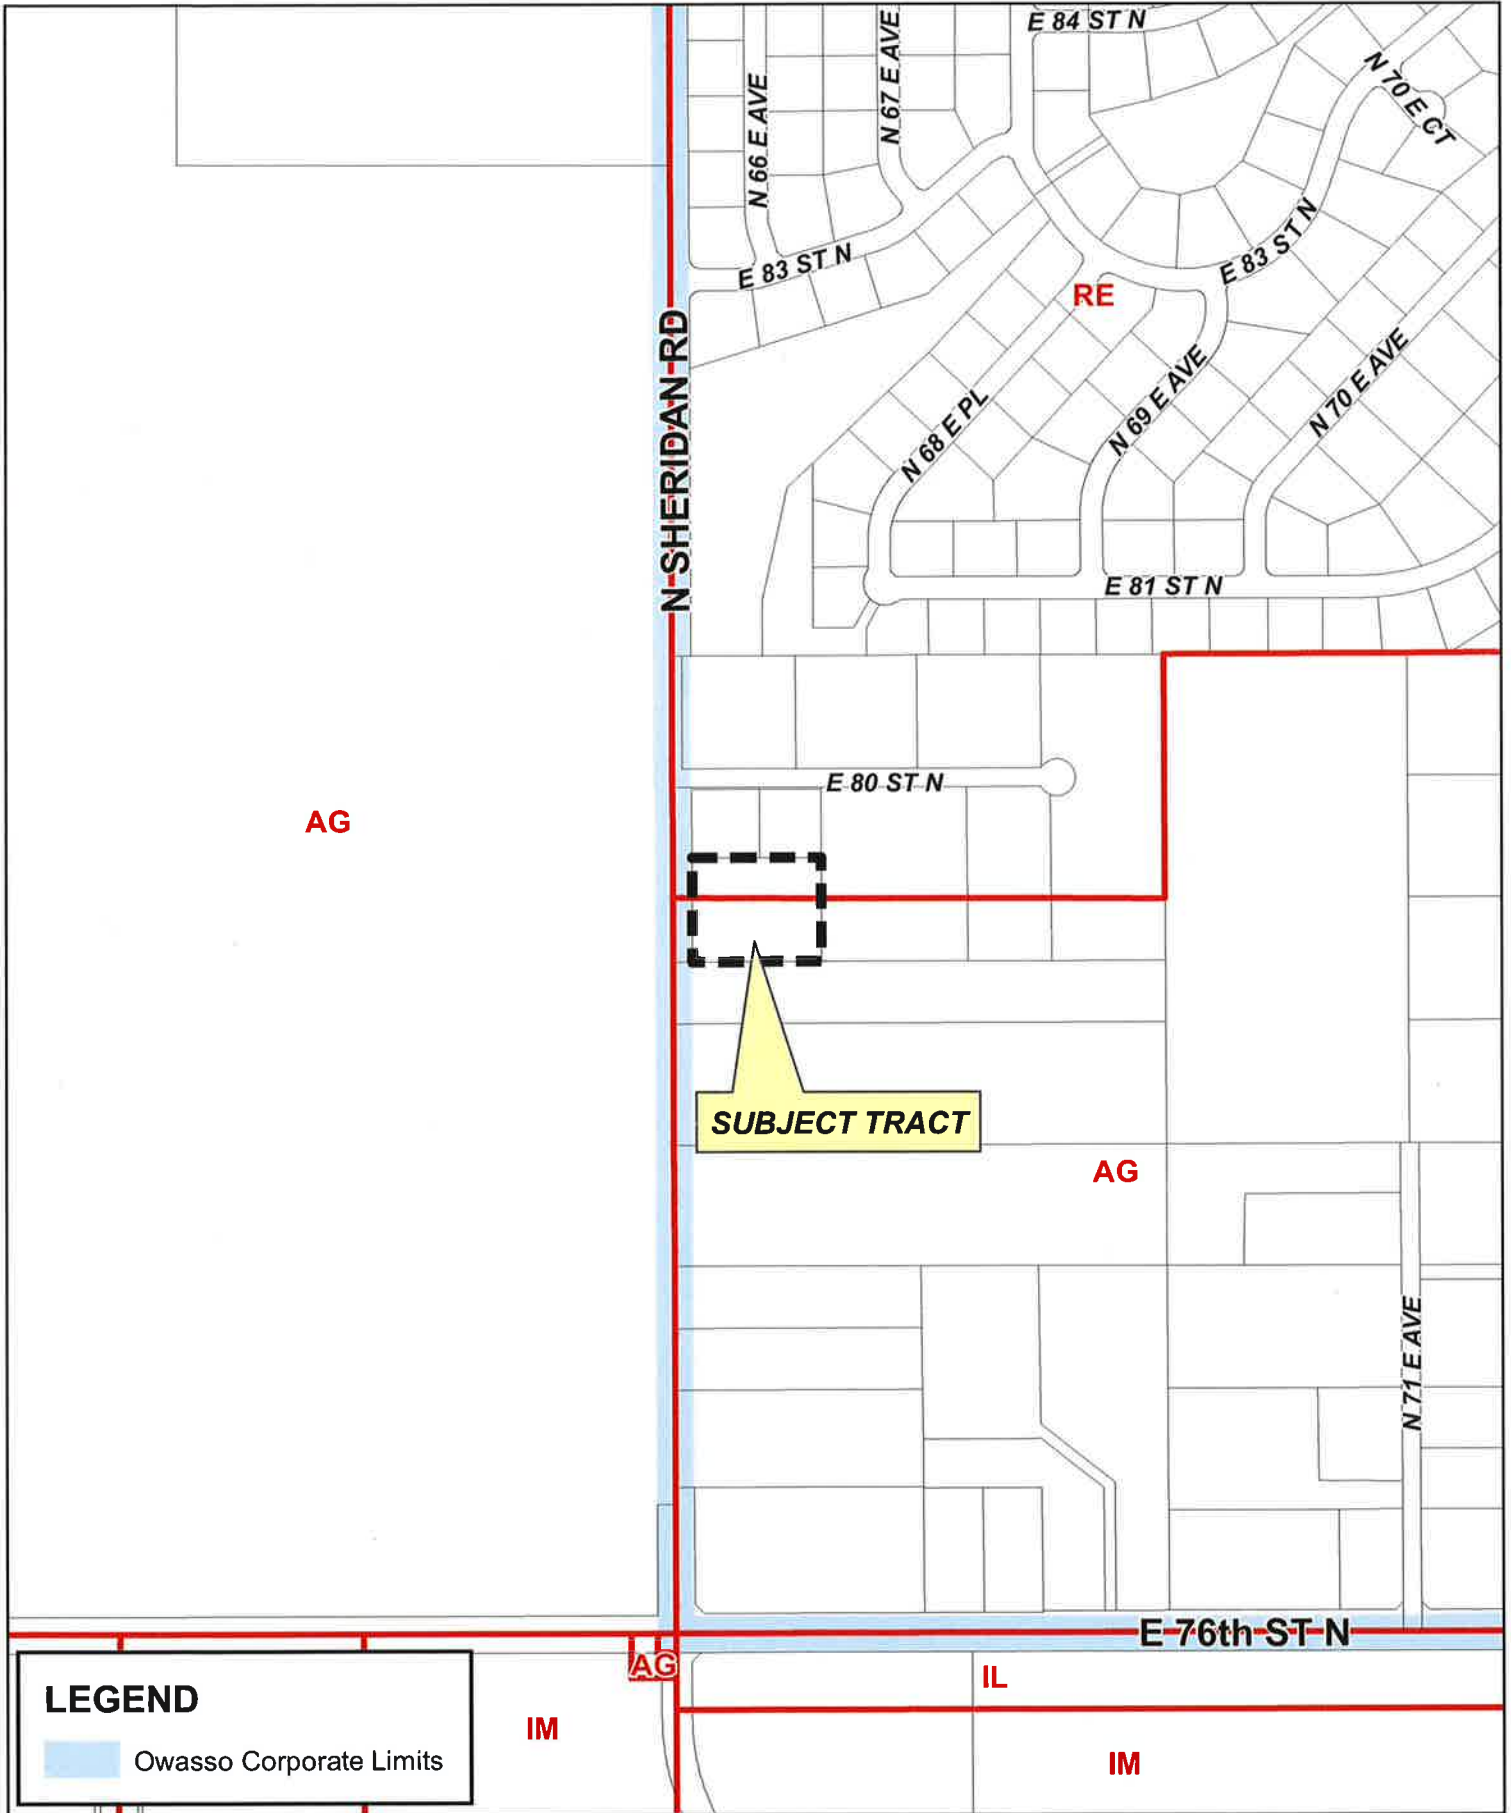 E 84 ST N
N 66 E AVE
N 67 E AVE
N 70 E CT
E 83 ST N
E 83 ST N
RE
N SHERIDAN RD
N 68 E PL
N 69 E AVE
N 70 E AVE
E 81 ST N
E 80 ST N
AG
SUBJECT TRACT
AG
N 71 E AVE
E 76th ST N
AG
IL
LEGEND
IM
Owasso Corporate Limits
IM